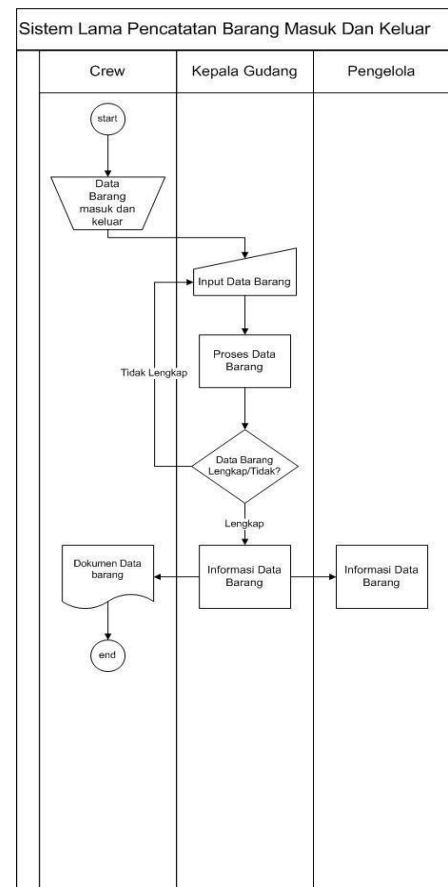 Sistem Lama Pencatatan Barang Masuk Dan Keluar
Crew
Kepala Gudang
Pengelola
start
Data
Barang
masuk dan
keluar
Input Data Barang
Proses Data
Barang
Tidak Lengkap
Data Barang
Lengkap/Tidak?
Lengkap
Dokumen Data
barang
Informasi Data
Barang
Informasi Data
Barang
end